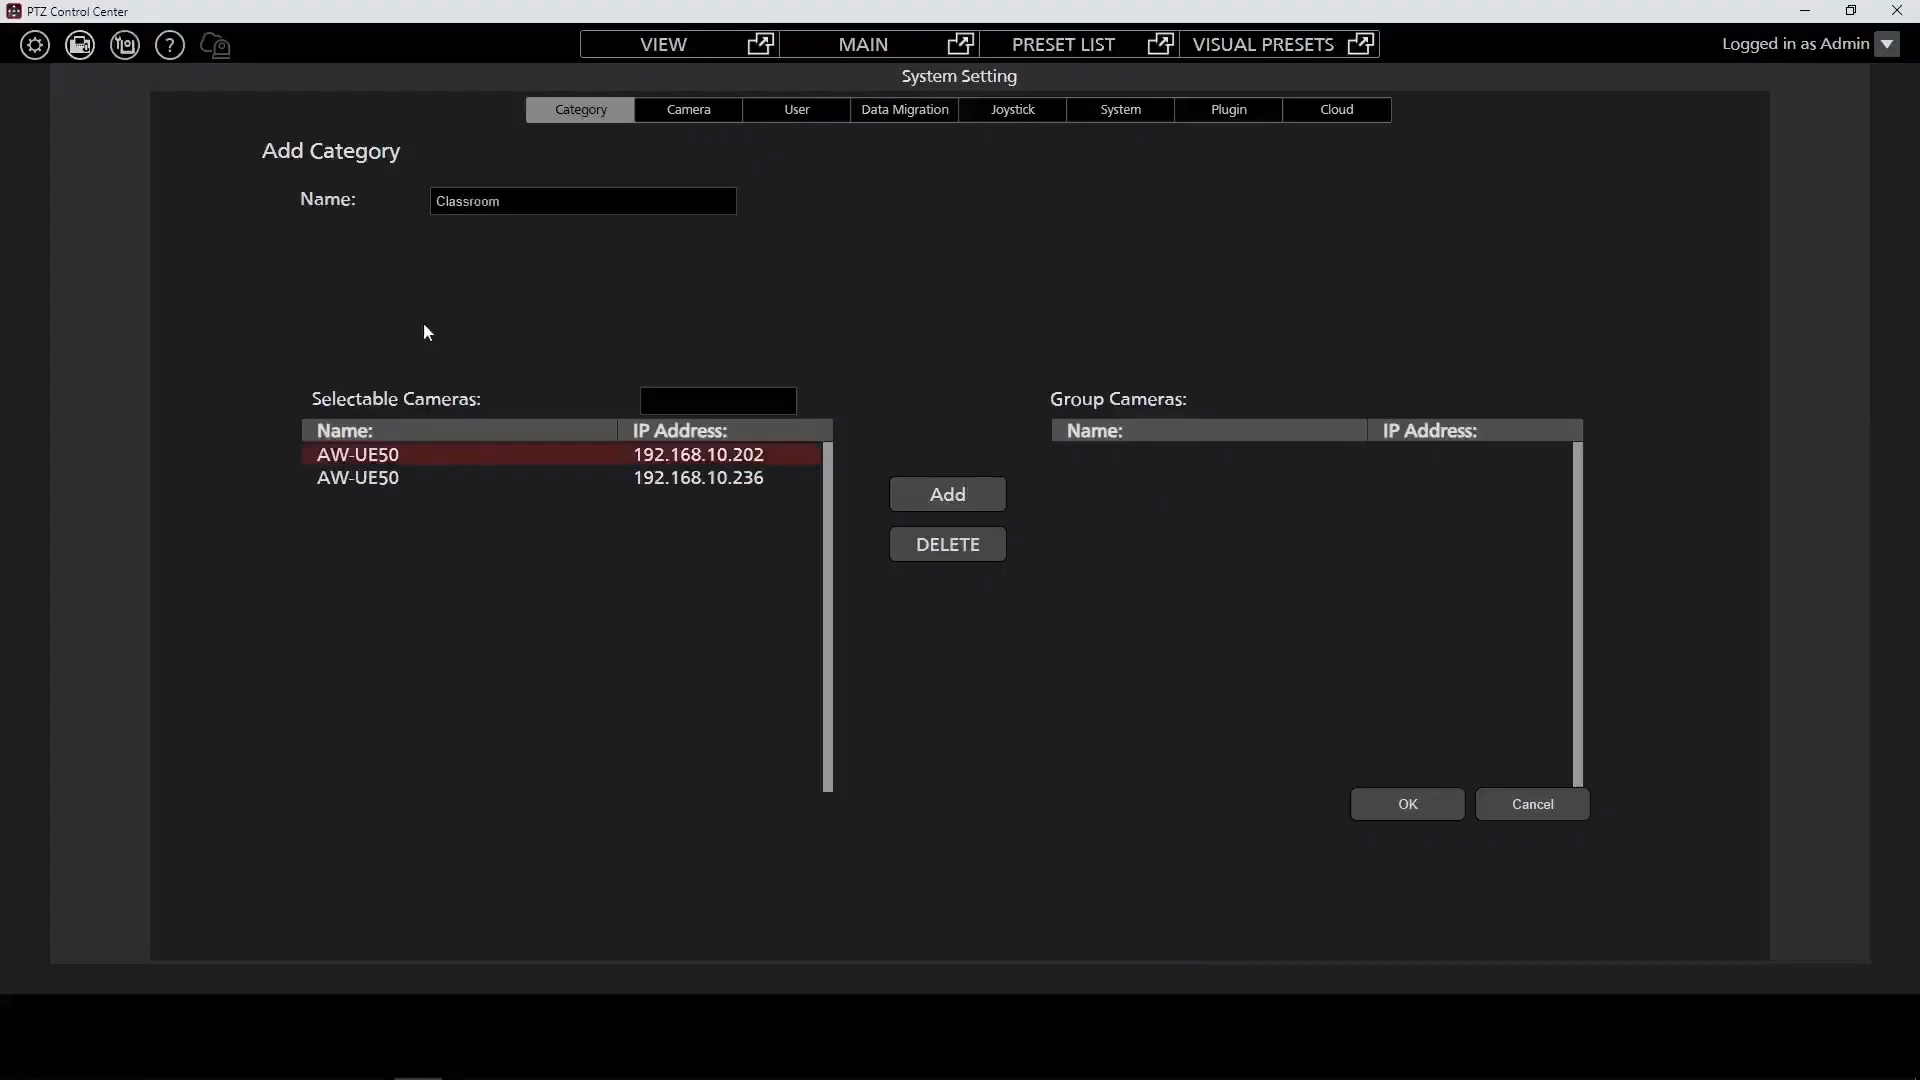 PTZ Control Center
VIEW
MAIN
PRESET LIST
VISUAL PRESETS
Logged in as Admin
System Setting
Category
Camera
User
Data Migration
Joystick
System
Plugin
Cloud
Add Category
Name:
Classroom
Selectable Cameras:
Name: IP Address:
AW-UE50 192.168.10.202
AW-UE50 192.168.10.236
Add
DELETE
Group Cameras:
Name: IP Address:
OK
Cancel